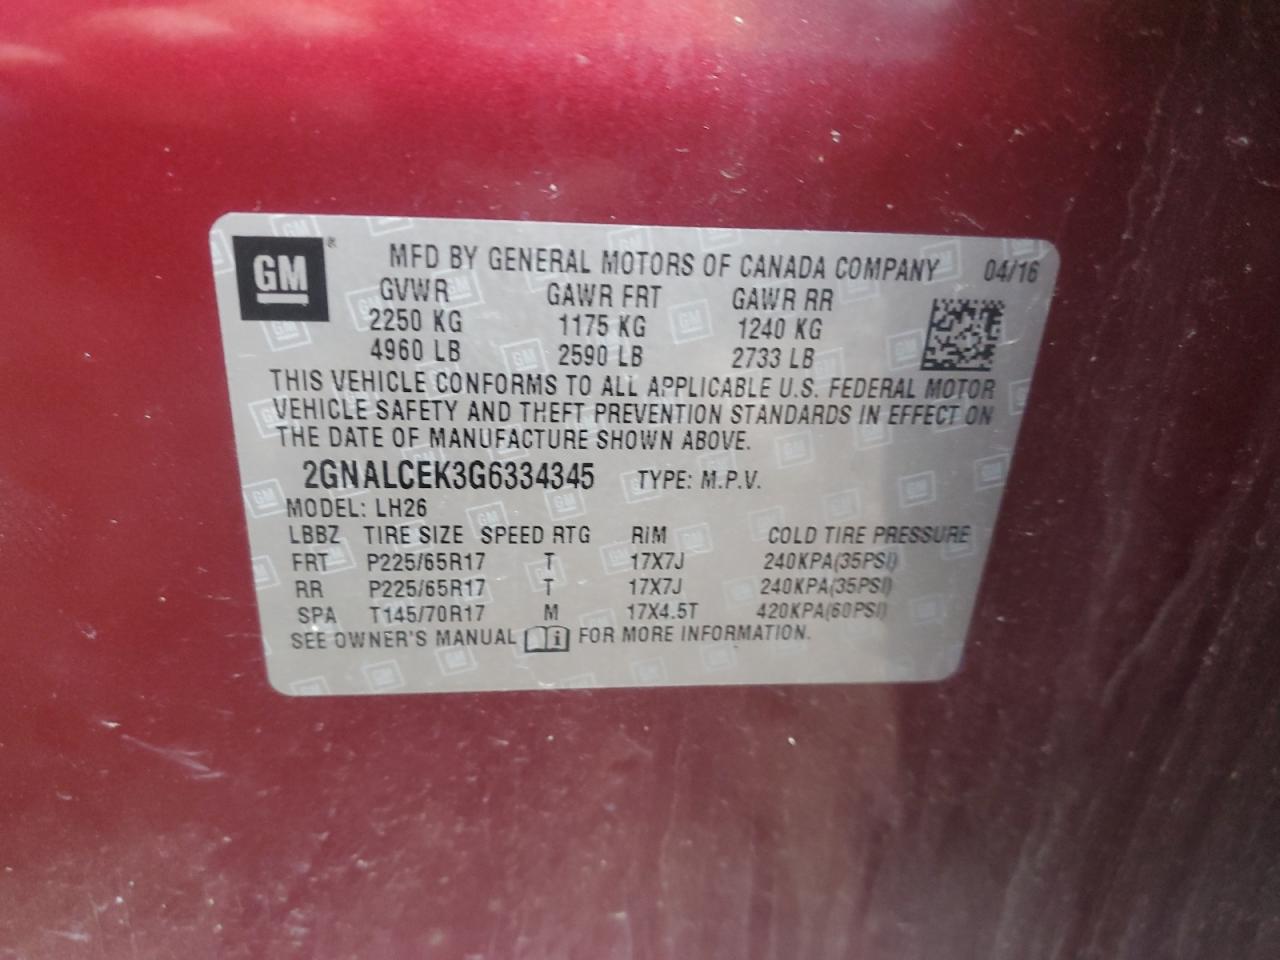 GM ®
MFD BY GENERAL MOTORS OF CANADA COMPANY 04/16
GVWR GAWR FRT GAWR RR
2250 KG 1175 KG 1240 KG
4960 LB 2590 LB 2733 LB
THIS VEHICLE CONFORMS TO ALL APPLICABLE U.S. FEDERAL MOTOR
VEHICLE SAFETY AND THEFT PREVENTION STANDARDS IN EFFECT ON
THE DATE OF MANUFACTURE SHOWN ABOVE.
2GNALCEK3G6334345 TYPE: M.P.V.
MODEL: LH26
LBBZ TIRE SIZE SPEED RTG RIM COLD TIRE PRESSURE
FRT P225/65R17 T 17X7J 240KPA(35PSI)
RR P225/65R17 T 17X7J 240KPA(35PSI)
SPA T145/70R17 M 17X4.5T 420KPA(60PSI)
SEE OWNER'S MANUAL i FOR MORE INFORMATION.